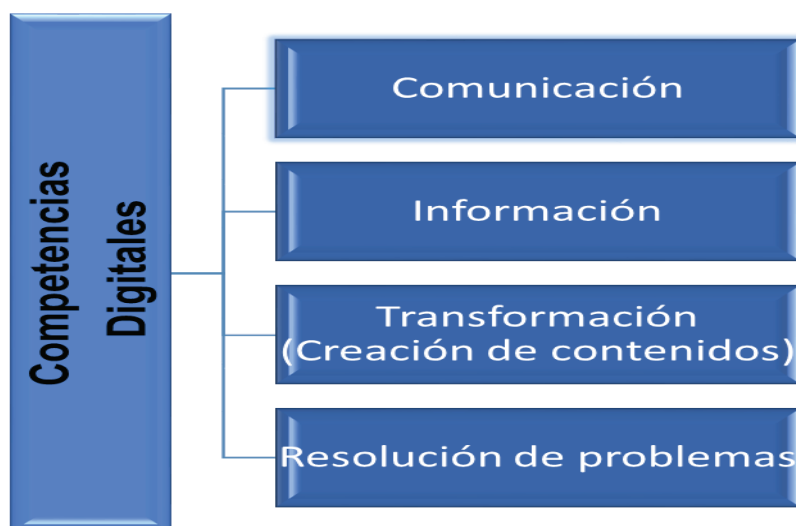 Competencias
Digitales
Comunicación
Información
Transformación
(Creación de contenidos)
Resolución de problemas